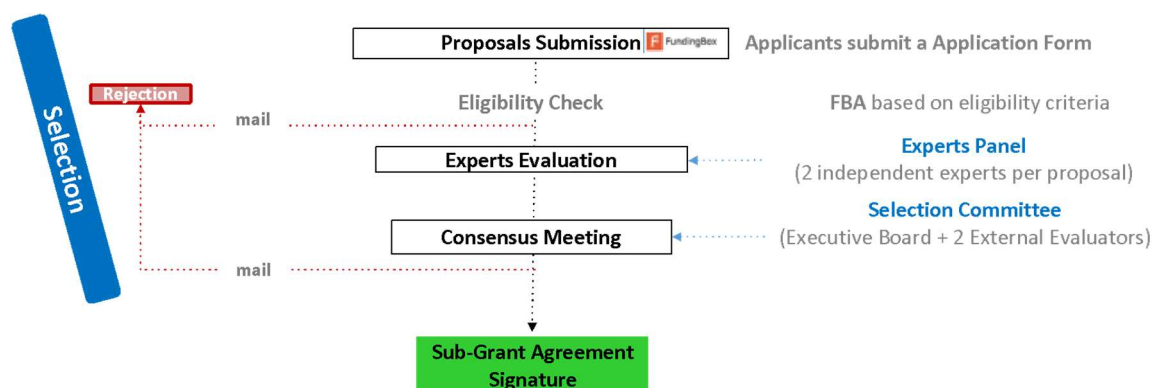 Proposals Submission
FundingBox
Applicants submit a Application Form
Selection
Rejection
Eligibility Check
FBA based on eligibility criteria
mail
Experts Evaluation
Experts Panel
(2 independent experts per proposal)
Selection Committee
Consensus Meeting
(Executive Board + 2 External Evaluators)
mail
Sub-Grant Agreement
Signature